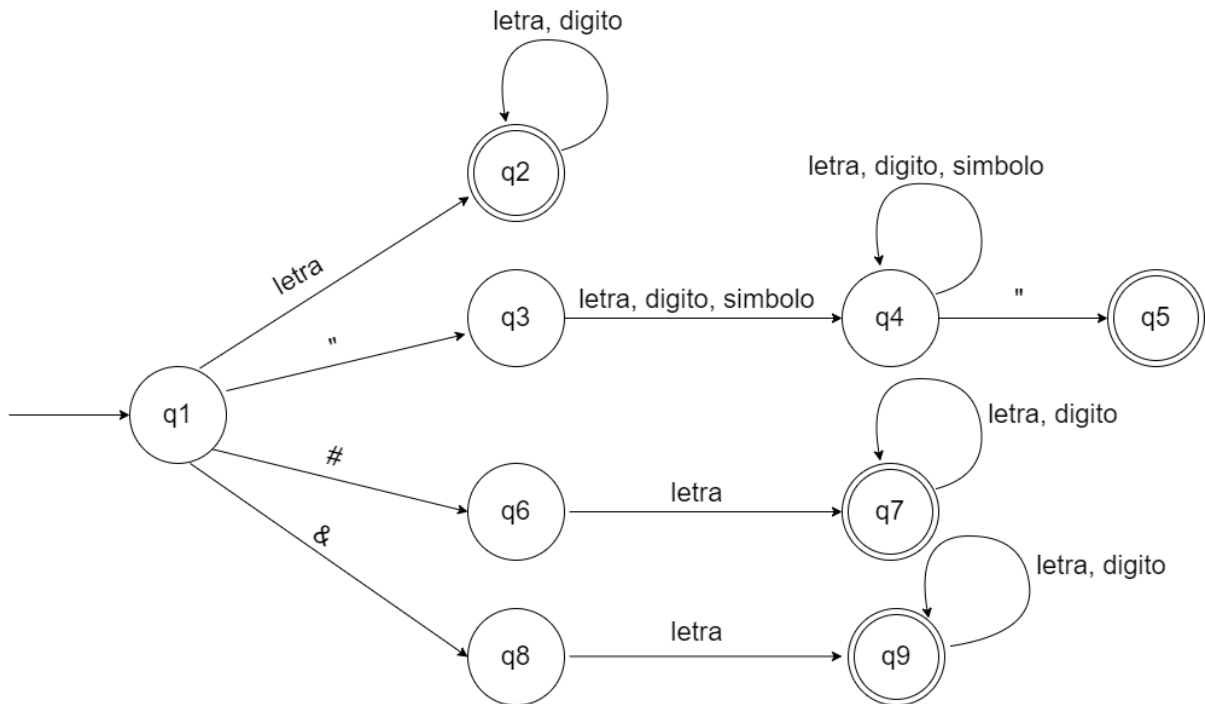 letra, digito
q2
letra, digito, simbolo
letra
q3
letra, digito, simbolo
q4
"
q5
"
q1
letra, digito
#
q6
letra
q7
&
letra, digito
q8
letra
q9